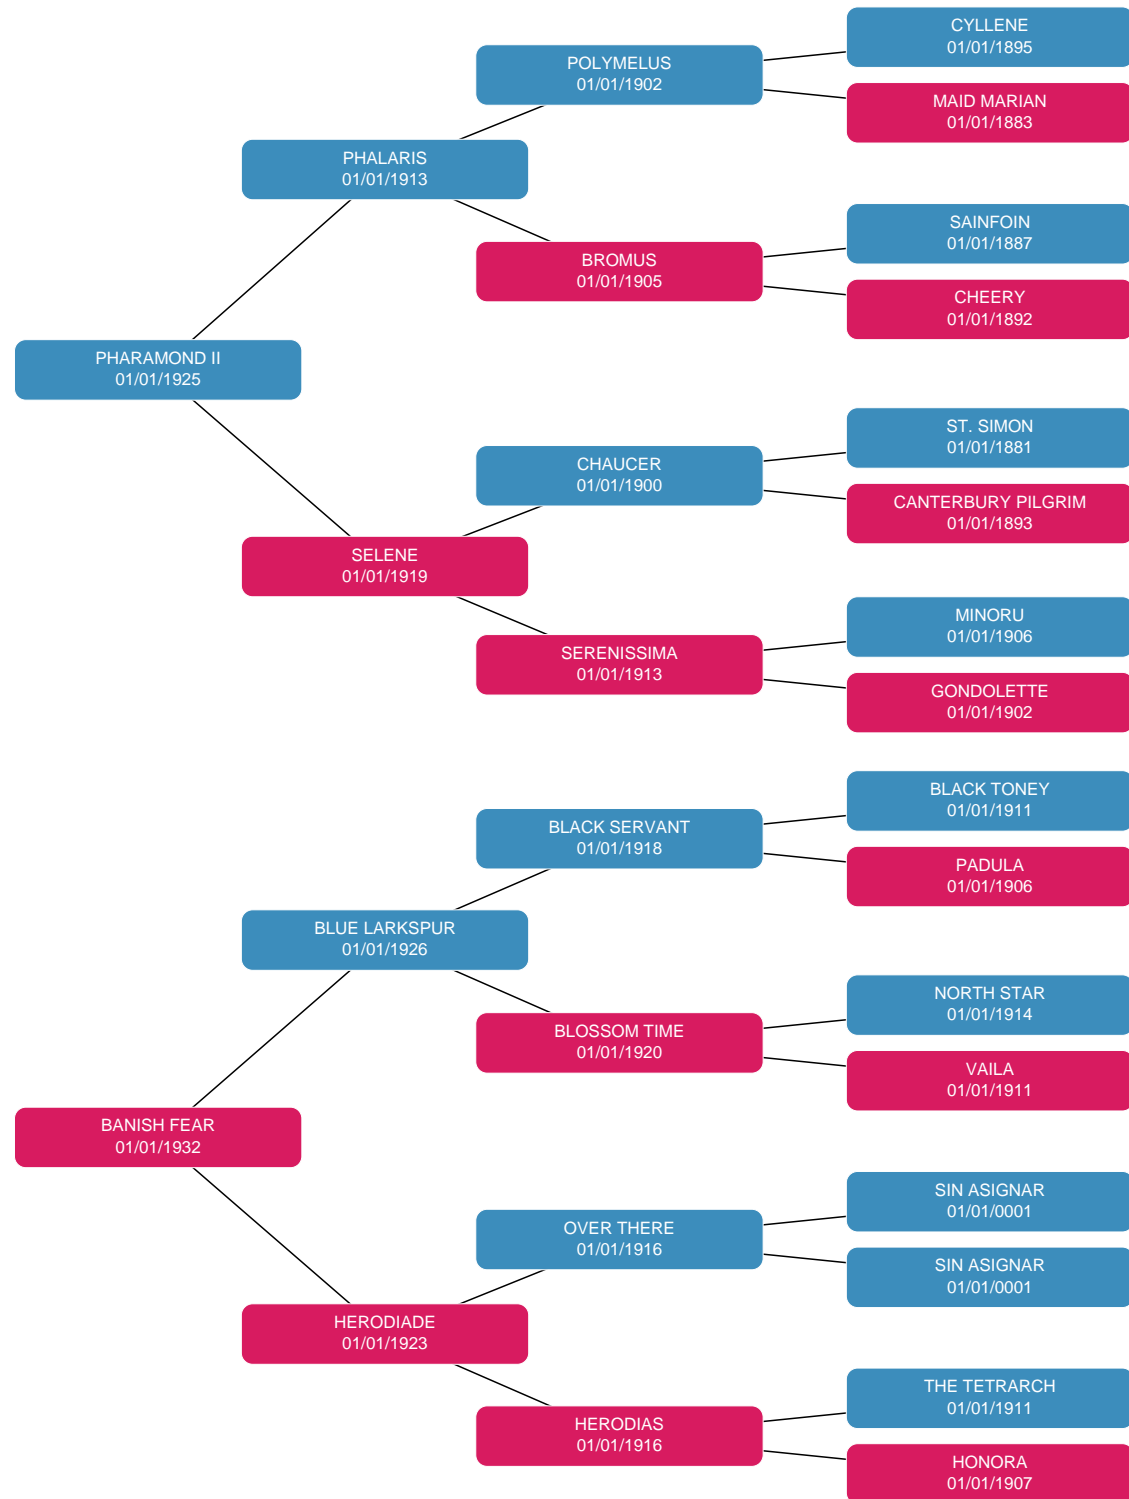 CYLLENE
01/01/1895
POLYMELUS
01/01/1902
MAID MARIAN
01/01/1883
PHALARIS
01/01/1913
SAINFOIN
01/01/1887
BROMUS
01/01/1905
CHEERY
01/01/1892
PHARAMOND II
01/01/1925
ST. SIMON
01/01/1881
CHAUCER
01/01/1900
CANTERBURY PILGRIM
01/01/1893
SELENE
01/01/1919
MINORU
01/01/1906
SERENISSIMA
01/01/1913
GONDOLETTE
01/01/1902
BLACK TONEY
01/01/1911
BLACK SERVANT
01/01/1918
PADULA
01/01/1906
BLUE LARKSPUR
01/01/1926
NORTH STAR
01/01/1914
BLOSSOM TIME
01/01/1920
VAILA
01/01/1911
BANISH FEAR
01/01/1932
SIN ASIGNAR
01/01/0001
OVER THERE
01/01/1916
SIN ASIGNAR
01/01/0001
HERODIADE
01/01/1923
THE TETRARCH
01/01/1911
HERODIAS
01/01/1916
HONORA
01/01/1907